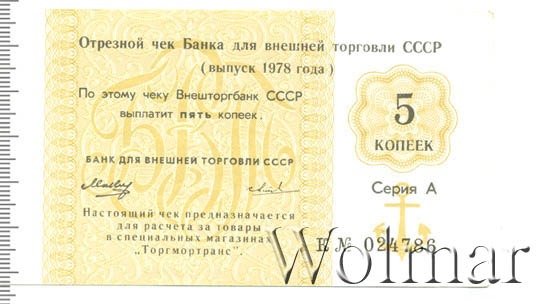 Отрезной чек Банка для внешней торговли СССР
(выпуск 1978 года)
По этому чеку Внешторгбанк СССР
выплатит пять копеек.
5
КОПЕЕК
БАНК ДЛЯ ВНЕШНЕЙ ТОРГОВЛИ СССР
Серия А
Настоящий чек предназначается
для расчета за товары
в специальных магазинах
„Торгмортранс".
Е № 024786
Wolmar